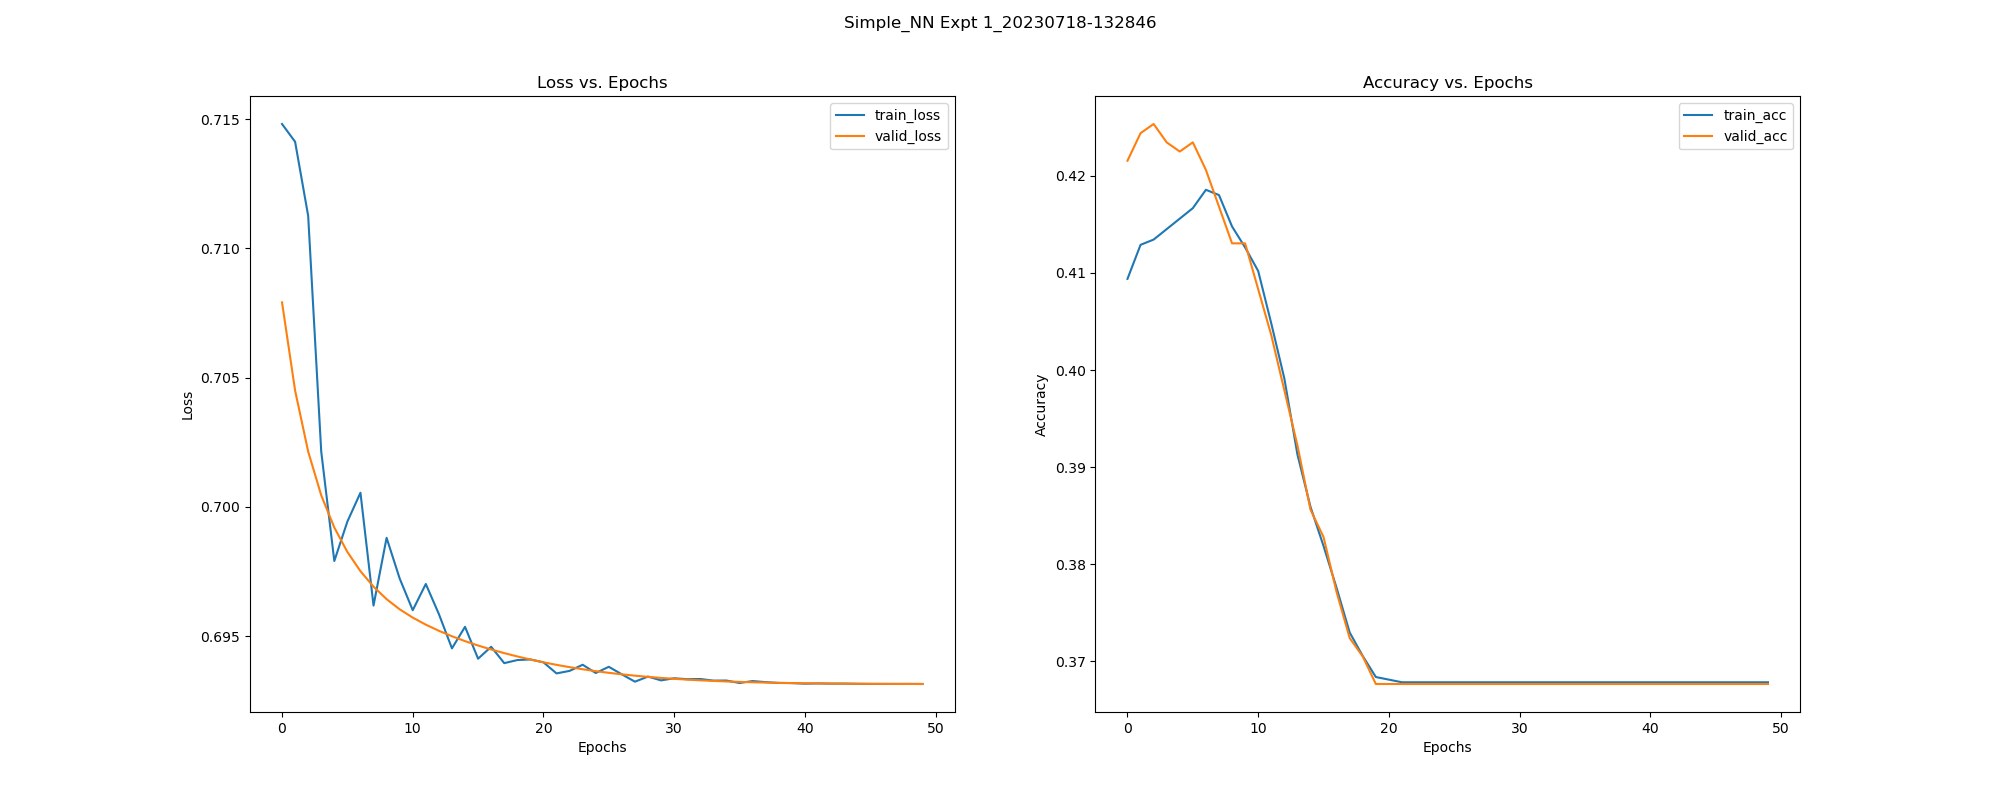 Simple_NN Expt 1_20230718-132846
Loss vs. Epochs
train_loss
valid_loss
0.715
0.710
0.705
0.700
0.695
Loss
0 10 20 30 40 50
Epochs
Accuracy vs. Epochs
train_acc
valid_acc
0.42
0.41
0.40
0.39
0.38
0.37
Accuracy
0 10 20 30 40 50
Epochs